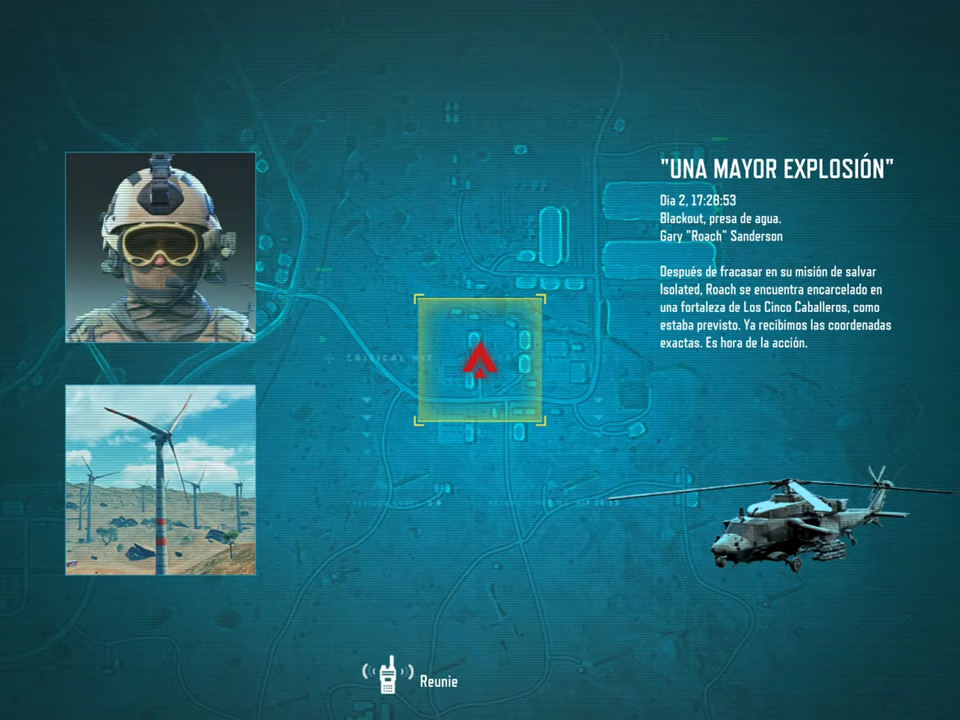 "UNA MAYOR EXPLOSIÓN"
Día 2, 17:28:53
Blackout, presa de agua.
Gary "Roach" Sanderson
Después de fracasar en su misión de salvar
Isolated, Roach se encuentra encarcelado en
una fortaleza de Los Cinco Caballeros, como
estaba previsto. Ya recibimos las coordenadas
exactas. Es hora de la acción.
CRITICAL HIT
Reunie